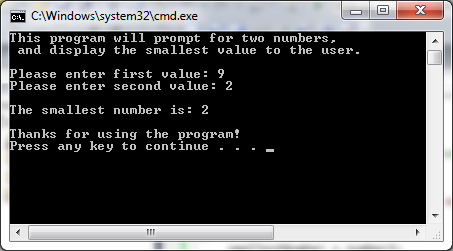 C:\Windows\system32\cmd.exe
This program will prompt for two numbers,
 and display the smallest value to the user.
Please enter first value: 9
Please enter second value: 2
The smallest number is: 2
Thanks for using the program!
Press any key to continue . . . _